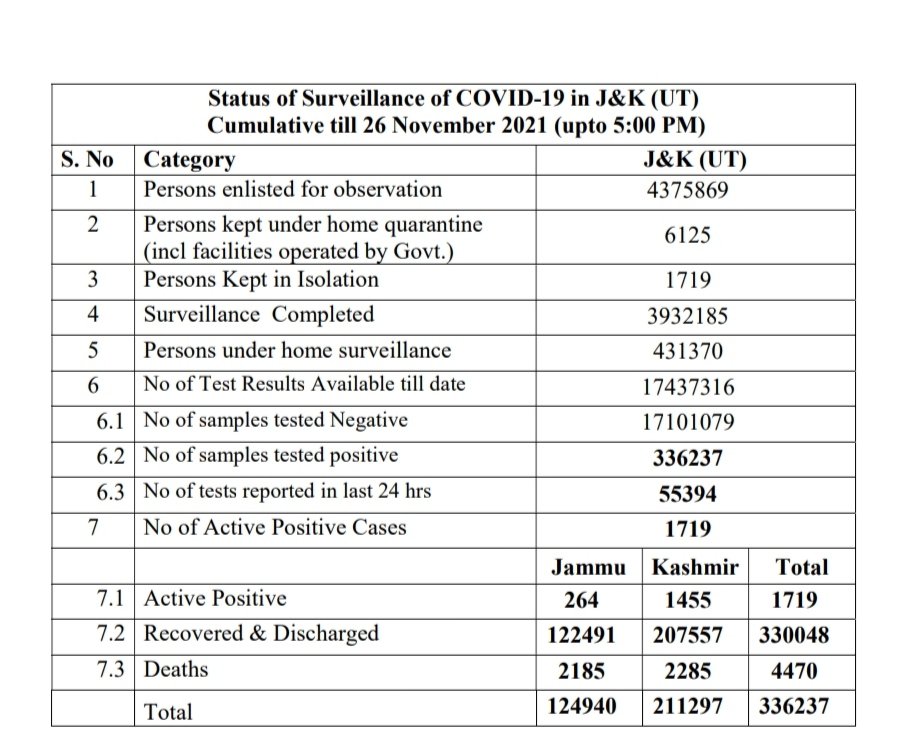 Status of Surveillance of COVID-19 in J&K (UT)
Cumulative till 26 November 2021 (upto 5:00 PM)
S. No Category J&K (UT)
1 Persons enlisted for observation 4375869
2 Persons kept under home quarantine
(incl facilities operated by Govt.) 6125
3 Persons Kept in Isolation 1719
4 Surveillance Completed 3932185
5 Persons under home surveillance 431370
6 No of Test Results Available till date 17437316
6.1 No of samples tested Negative 17101079
6.2 No of samples tested positive 336237
6.3 No of tests reported in last 24 hrs 55394
7 No of Active Positive Cases 1719
Jammu Kashmir Total
7.1 Active Positive 264 1455 1719
7.2 Recovered & Discharged 122491 207557 330048
7.3 Deaths 2185 2285 4470
Total 124940 211297 336237